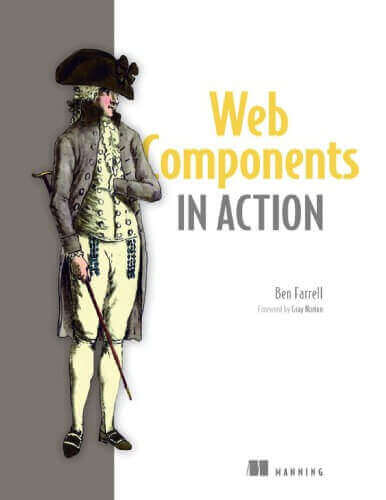 Web
Components
IN ACTION
Ben Farrell
Foreword by Gray Norton
MANNING